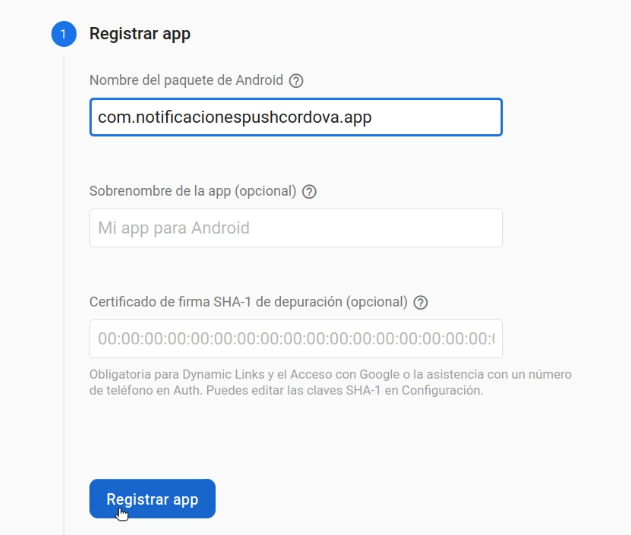 1 Registrar app
Nombre del paquete de Android ?
com.notificacionespushcordova.app
Sobrenombre de la app (opcional) ?
Mi app para Android
Certificado de firma SHA-1 de depuración (opcional) ?
00:00:00:00:00:00:00:00:00:00:00:00:00:00:00:00:0
Obligatoria para Dynamic Links y el Acceso con Google o la asistencia con un número
de teléfono en Auth. Puedes editar las claves SHA-1 en Configuración.
Registrar app